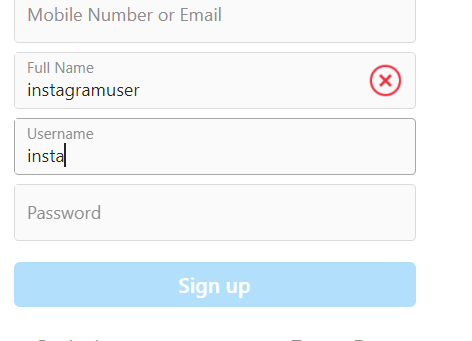 Mobile Number or Email
Full Name
instagramuser
Username
insta
Password
Sign up